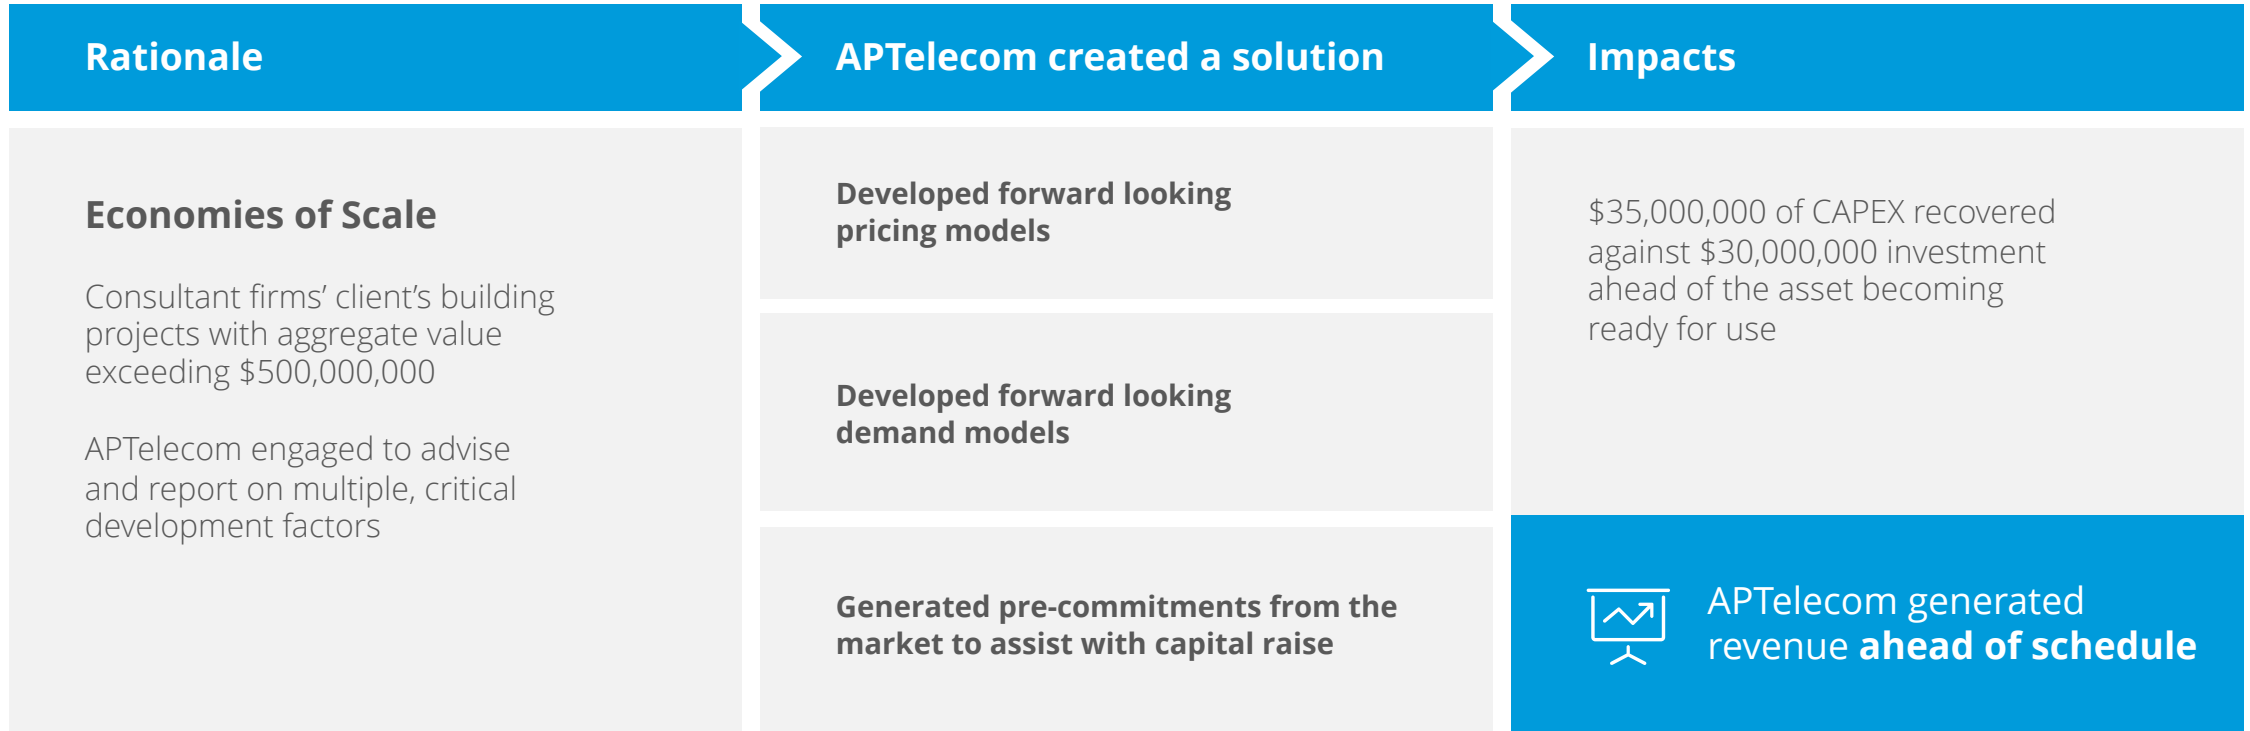 Rationale
Economies of Scale
Consultant firms’ client’s building
projects with aggregate value
exceeding $500,000,000
APTelecom engaged to advise
and report on multiple, critical
development factors
APTelecom created a solution
Developed forward looking
pricing models
Developed forward looking
demand models
Generated pre-commitments from the
market to assist with capital raise
Impacts
$35,000,000 of CAPEX recovered
against $30,000,000 investment
ahead of the asset becoming
ready for use
APTelecom generated
revenue ahead of schedule